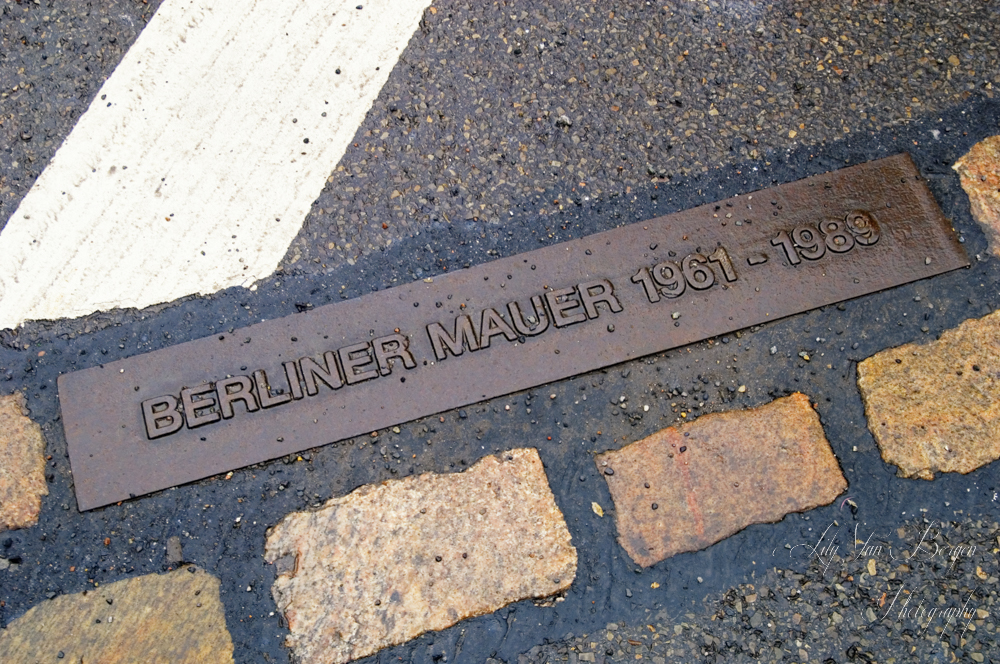 BERLINER MAUER 1961 - 1989
Lily Van Bergen
Photography